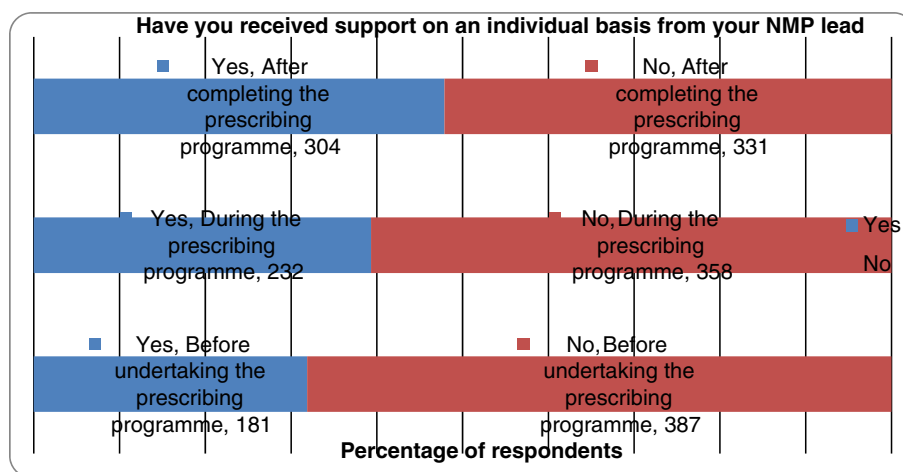 Have you received support on an individual basis from your NMP lead
Yes, After
completing the
prescribing
programme, 304
No, After
completing the
prescribing
programme, 331
Yes, During the
prescribing
programme, 232
No, During the
prescribing
programme, 358
Yes
No
Yes, Before
undertaking the
prescribing
programme, 181
No, Before
undertaking the
prescribing
programme, 387
Percentage of respondents